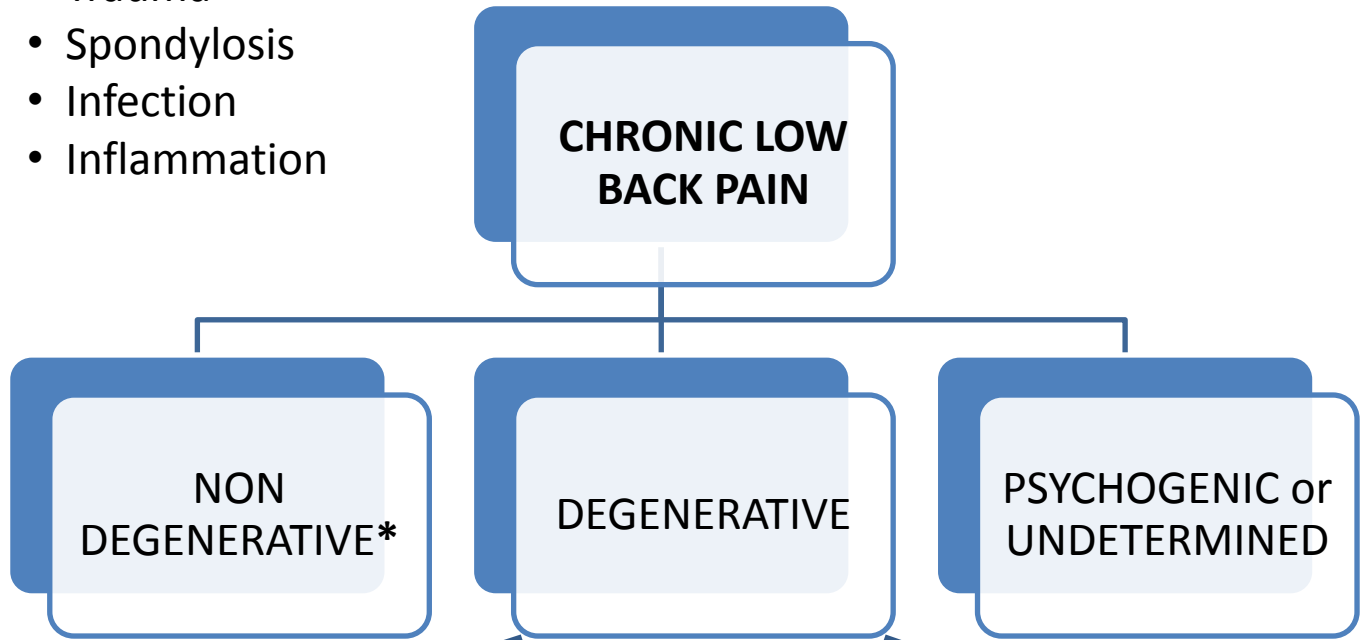 • Spondylosis
• Infection
• Inflammation
CHRONIC LOW
BACK PAIN
NON
DEGENERATIVE*
DEGENERATIVE
PSYCHOGENIC or
UNDETERMINED